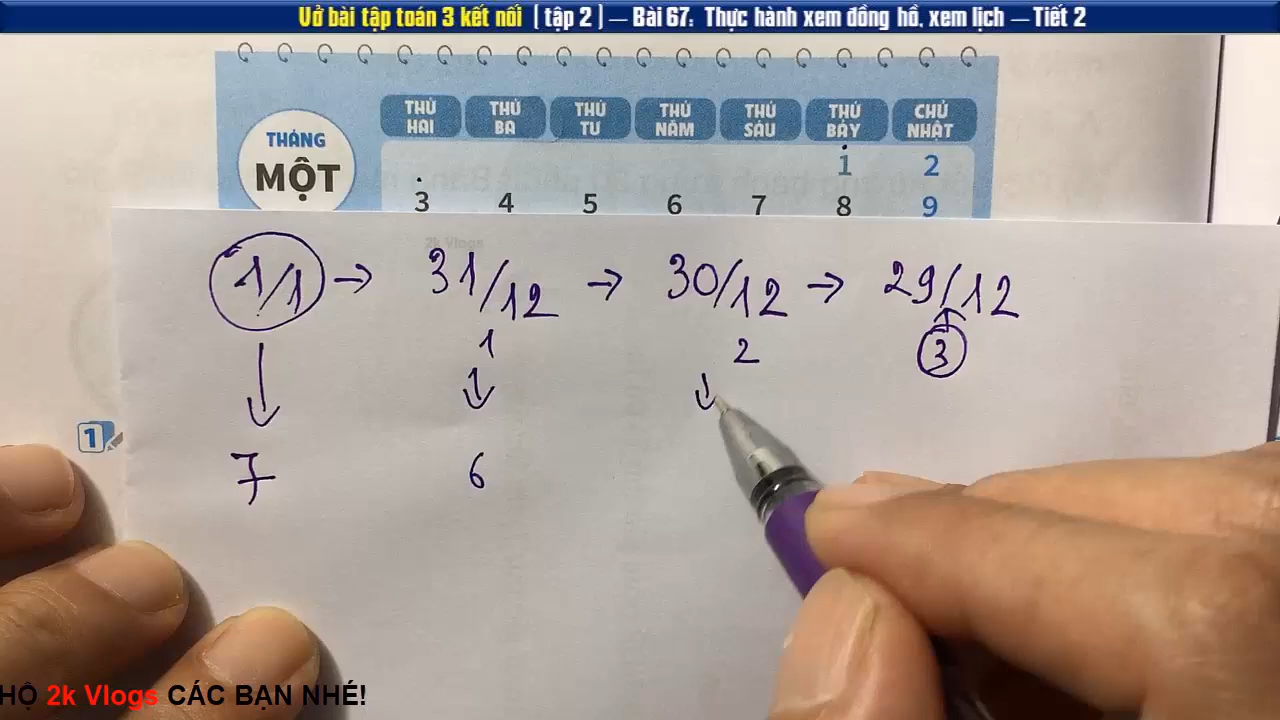 Vở bài tập toán 3 kết nối ( tập 2 ) – Bài 67: Thực hành xem đồng hồ, xem lịch – Tiết 2
THÁNG
MỘT
THỨ HAI THỨ BA THỨ TƯ THỨ NĂM THỨ SÁU THỨ BẢY CHỦ NHẬT
1 2
3 4 5 6 7 8 9
2k Vlogs
1/1 → 31/12 → 30/12 → 29/12
1 2 3
7 6
1
HỘ 2k Vlogs CÁC BẠN NHÉ!